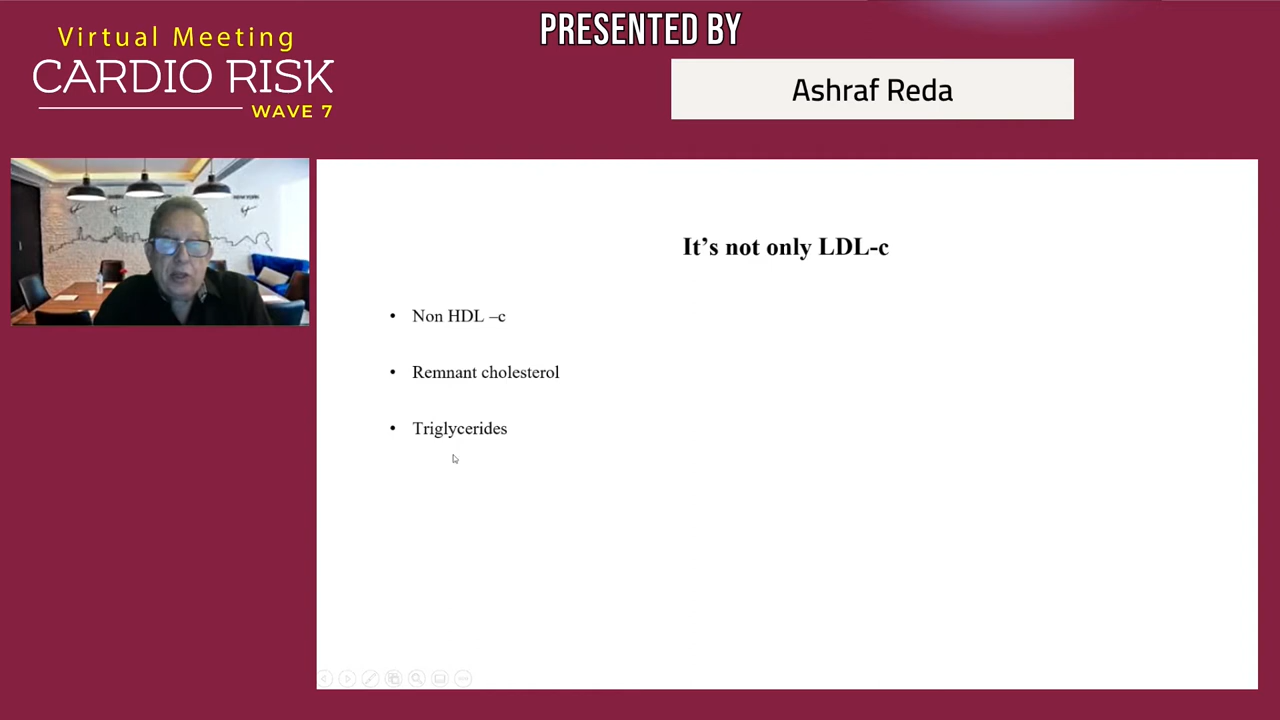 Virtual Meeting
CARDIO RISK
WAVE 7
PRESENTED BY
Ashraf Reda
It's not only LDL-c
• Non HDL –c
• Remnant cholesterol
• Triglycerides